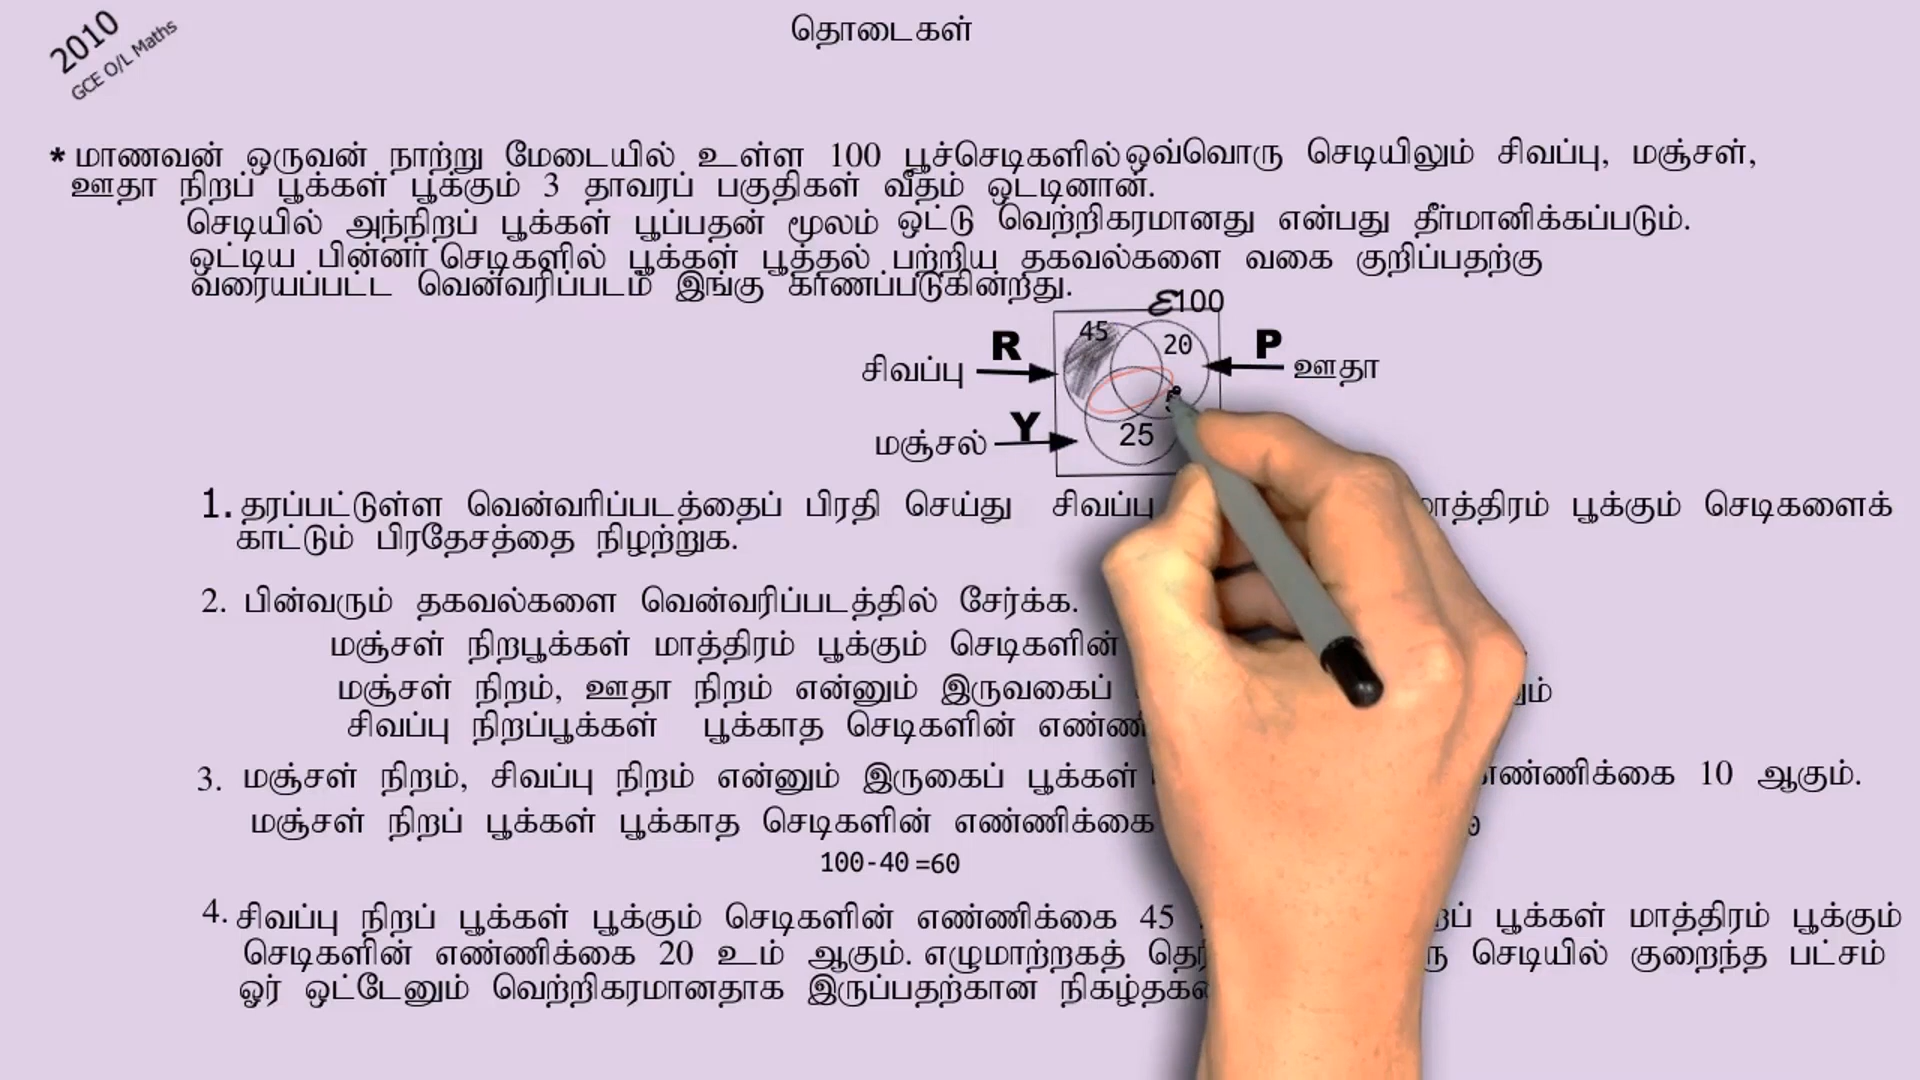 2010
GCE O/L Maths
தொடைகள்
* மாணவன் ஒருவன் நாற்று மேடையில் உள்ள 100 பூச்செடிகளில் ஒவ்வொரு செடியிலும் சிவப்பு, மஞ்சள்,
ஊதா நிறப் பூக்கள் பூக்கும் 3 தாவரப் பகுதிகள் வீதம் ஒட்டினான்.
செடியில் அந்நிறப் பூக்கள் பூப்பதன் மூலம் ஒட்டு வெற்றிகரமானது என்பது தீர்மானிக்கப்படும்.
ஒட்டிய பின்னர் செடிகளில் பூக்கள் பூத்தல் பற்றிய தகவல்களை வகை குறிப்பதற்கு
வரையப்பட்ட வென்வரிப்படம் இங்கு காணப்படுகின்றது.
ℰ100
45
20
R
P
சிவப்பு
ஊதா
5
Y
25
மஞ்சல்
1. தரப்பட்டுள்ள வென்வரிப்படத்தைப் பிரதி செய்து சிவப்பு மாத்திரம் பூக்கும் செடிகளைக்
காட்டும் பிரதேசத்தை நிழற்றுக.
2. பின்வரும் தகவல்களை வென்வரிப்படத்தில் சேர்க்க.
மஞ்சள் நிறபூக்கள் மாத்திரம் பூக்கும் செடிகளின்
மஞ்சள் நிறம், ஊதா நிறம் என்னும் இருவகைப்
சிவப்பு நிறப்பூக்கள் பூக்காத செடிகளின்
3. மஞ்சள் நிறம், சிவப்பு நிறம் என்னும் இருகைப் பூக்கள் எண்ணிக்கை 10 ஆகும்.
மஞ்சள் நிறப் பூக்கள் பூக்காத செடிகளின் எண்ணிக்கை
100-40 =60
4. சிவப்பு நிறப் பூக்கள் பூக்கும் செடிகளின் எண்ணிக்கை 45 பூக்கள் மாத்திரம் பூக்கும்
செடிகளின் எண்ணிக்கை 20 உம் ஆகும். எழுமாற்றகத் செடியில் குறைந்த பட்சம்
ஓர் ஒட்டேனும் வெற்றிகரமானதாக இருப்பதற்கான